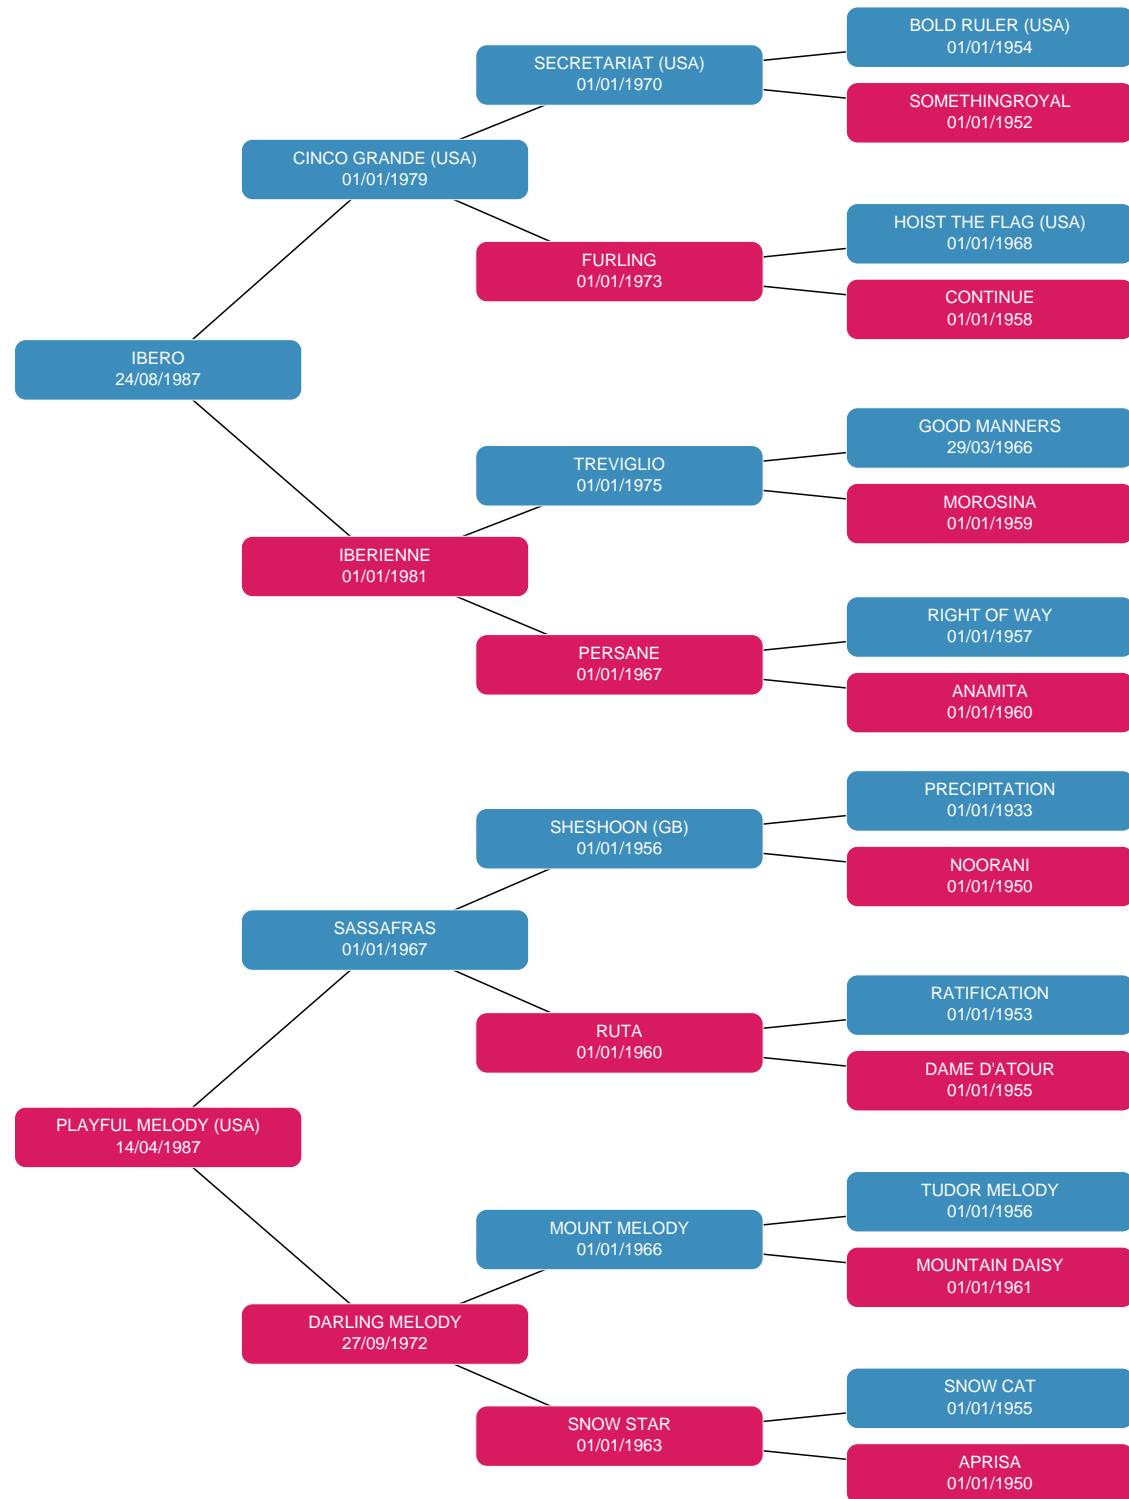 BOLD RULER (USA)
01/01/1954
SECRETARIAT (USA)
01/01/1970
SOMETHINGROYAL
01/01/1952
CINCO GRANDE (USA)
01/01/1979
HOIST THE FLAG (USA)
01/01/1968
FURLING
01/01/1973
CONTINUE
01/01/1958
IBERO
24/08/1987
GOOD MANNERS
29/03/1966
TREVIGLIO
01/01/1975
MOROSINA
01/01/1959
IBERIENNE
01/01/1981
RIGHT OF WAY
01/01/1957
PERSANE
01/01/1967
ANAMITA
01/01/1960
PRECIPITATION
01/01/1933
SHESHOON (GB)
01/01/1956
NOORANI
01/01/1950
SASSAFRAS
01/01/1967
RATIFICATION
01/01/1953
RUTA
01/01/1960
DAME D'ATOUR
01/01/1955
PLAYFUL MELODY (USA)
14/04/1987
TUDOR MELODY
01/01/1956
MOUNT MELODY
01/01/1966
MOUNTAIN DAISY
01/01/1961
DARLING MELODY
27/09/1972
SNOW CAT
01/01/1955
SNOW STAR
01/01/1963
APRISA
01/01/1950